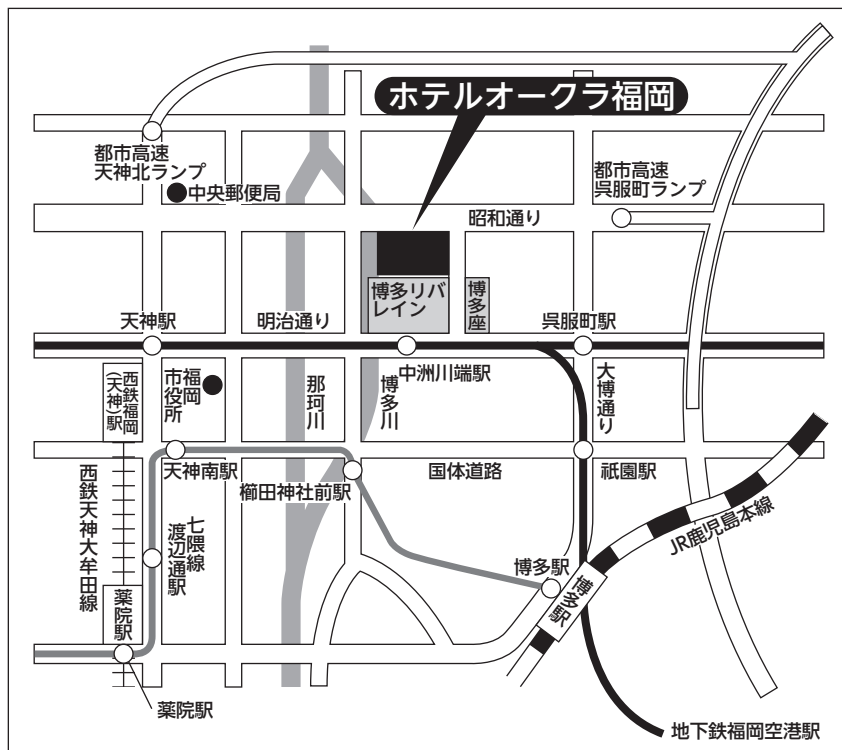 ホテルオークラ福岡
都市高速
天神北ランプ
中央郵便局
都市高速
呉服町ランプ
昭和通り
博多リバ
レイン
博多座
天神駅
明治通り
呉服町駅
中洲川端駅
西鉄福岡
(天神)駅
福岡
市役所
那珂川
博多川
大博通り
天神南駅
櫛田神社前駅
国体道路
祇園駅
西鉄天神大牟田線
七隈線
渡辺通駅
JR鹿児島本線
博多駅
博多駅
薬院駅
薬院駅
地下鉄福岡空港駅